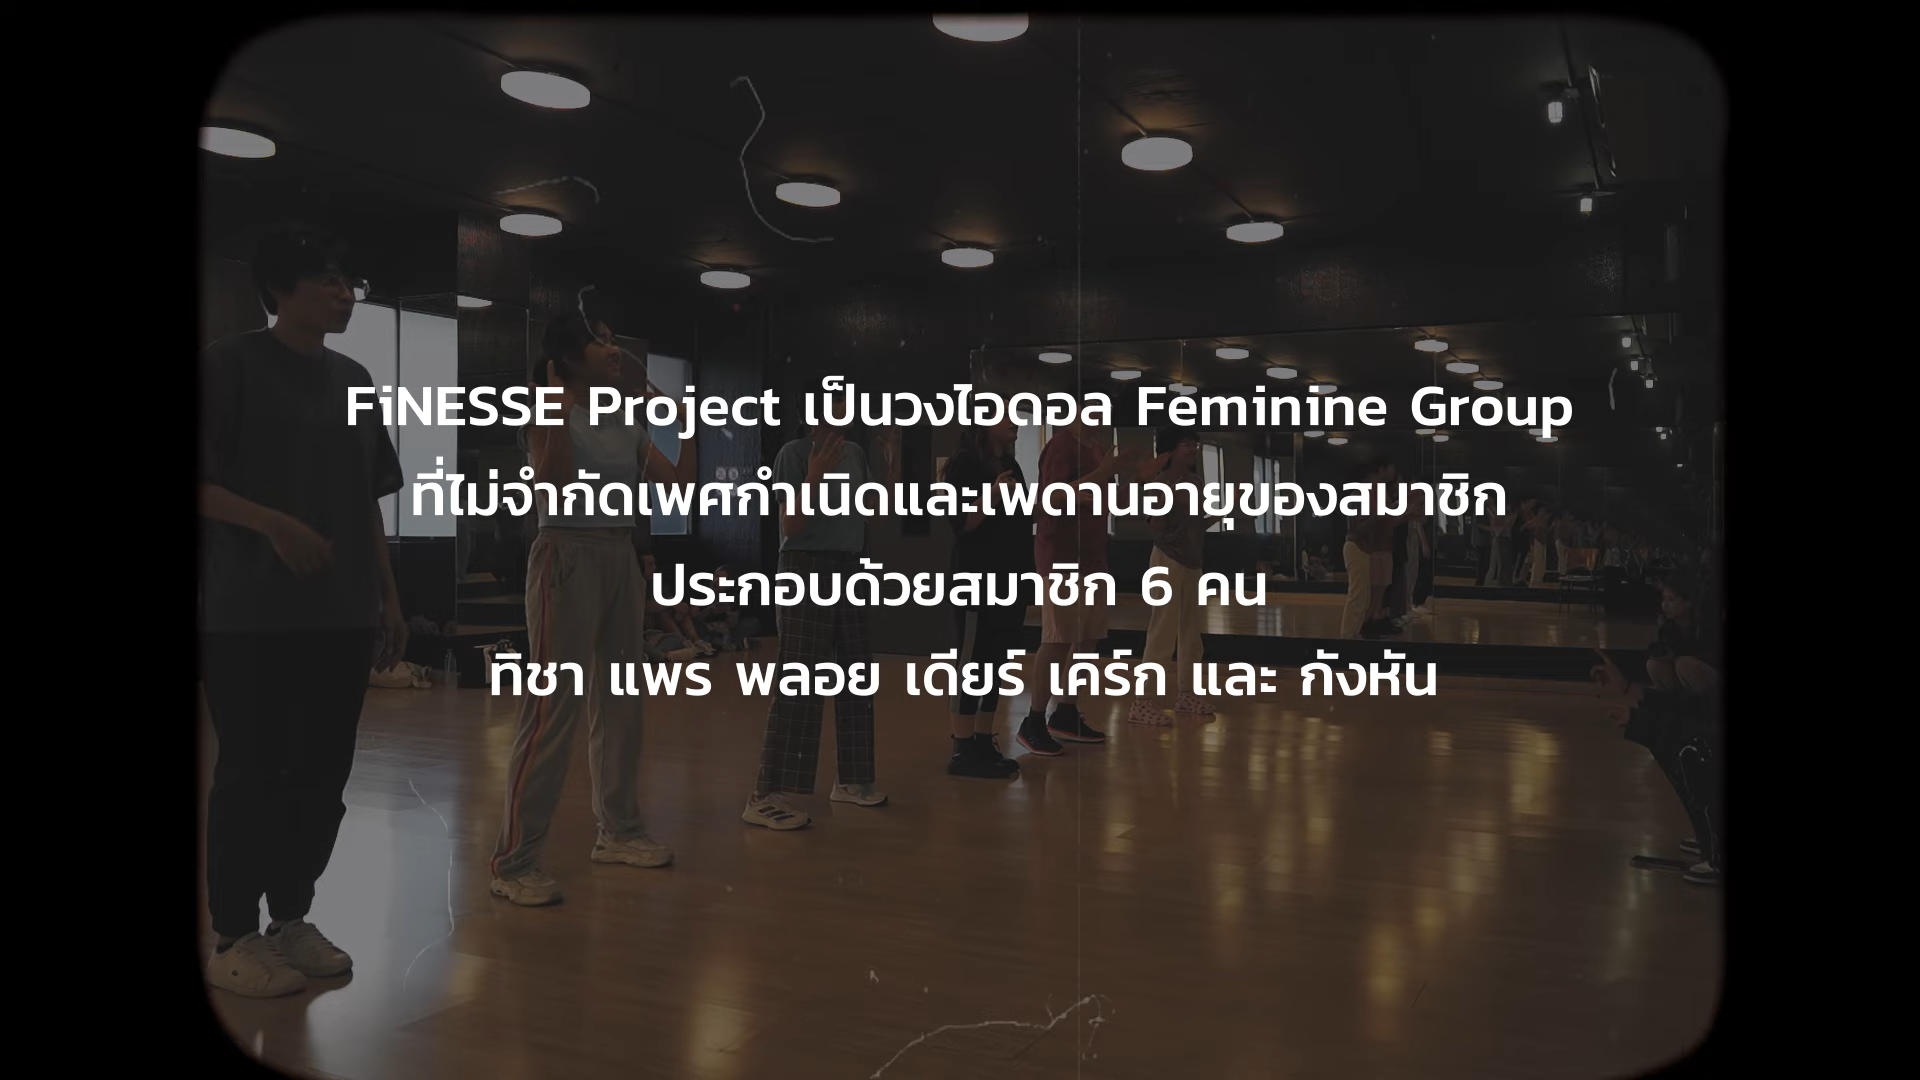 FiNESSE Project เป็นวงไอดอล Feminine Group
ที่ไม่จำกัดเพศกำเนิดและเพดานอายุของสมาชิก
ประกอบด้วยสมาชิก 6 คน
ทิชา แพร พลอย เดียร์ เคิร์ก และ กังหัน